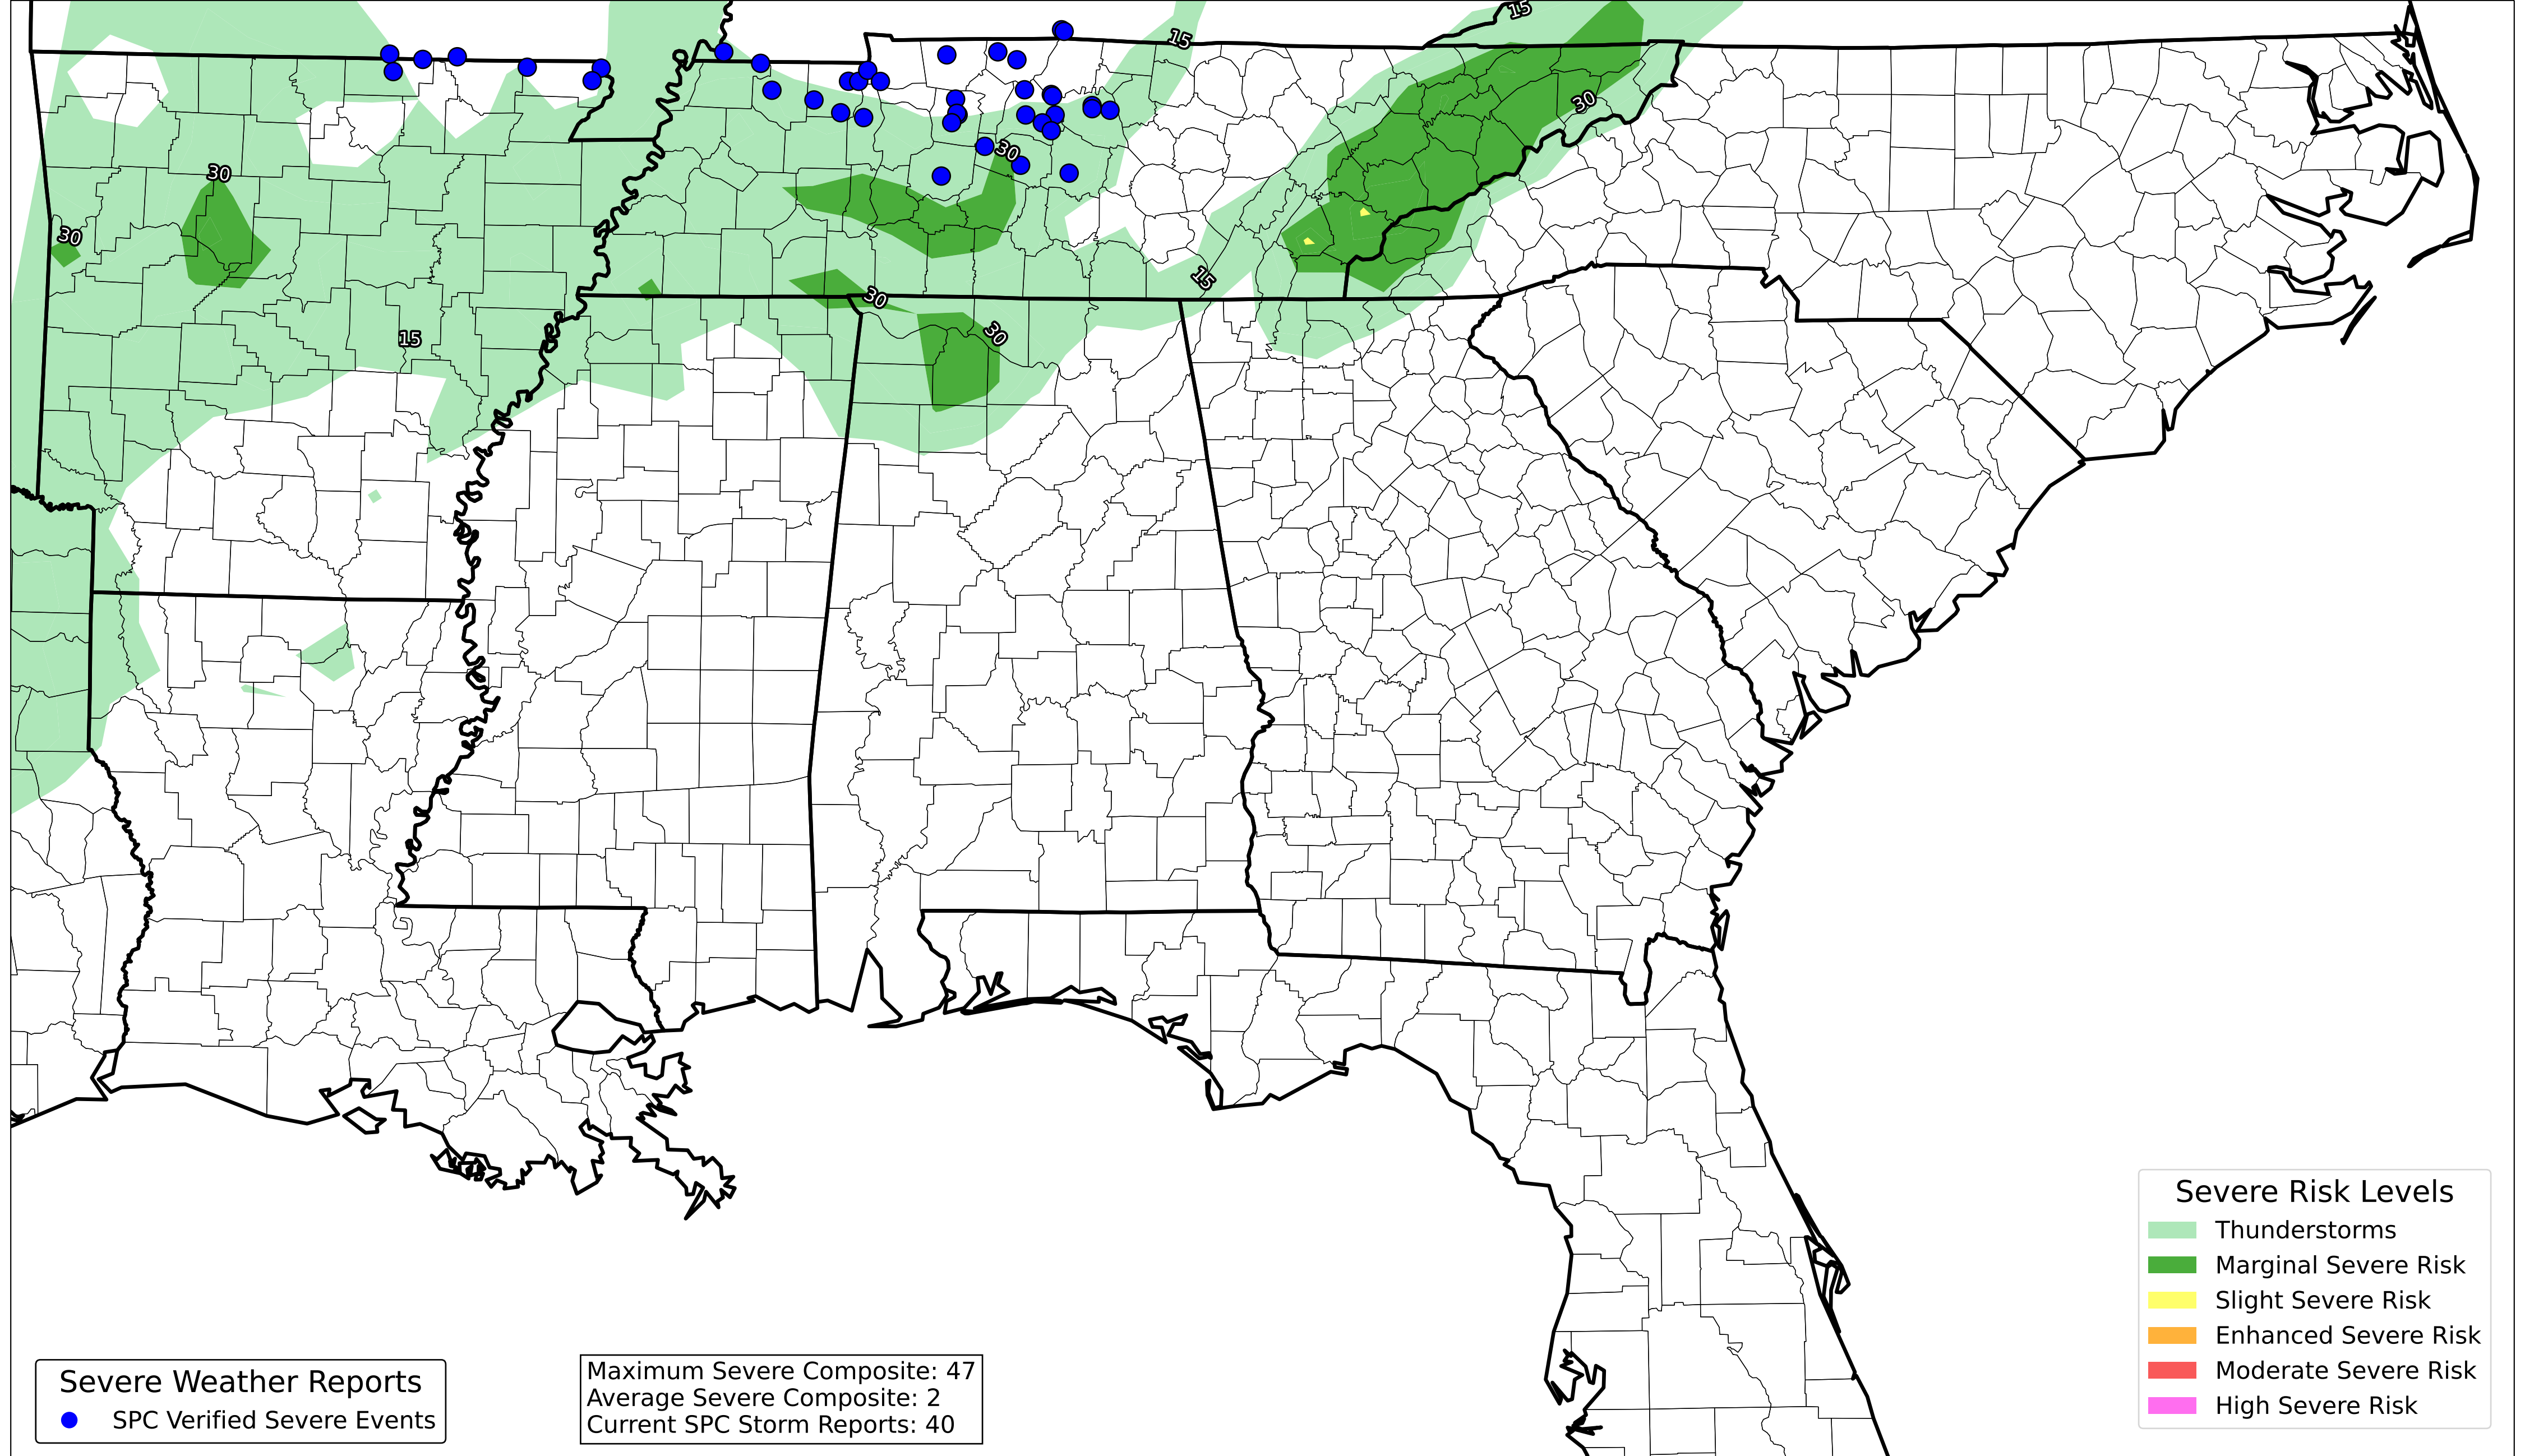 15
15
30
30
30
30
15
30
30
15
Severe Risk Levels
Thunderstorms
Marginal Severe Risk
Slight Severe Risk
Enhanced Severe Risk
Moderate Severe Risk
High Severe Risk
Severe Weather Reports
SPC Verified Severe Events
Maximum Severe Composite: 47
Average Severe Composite: 2
Current SPC Storm Reports: 40